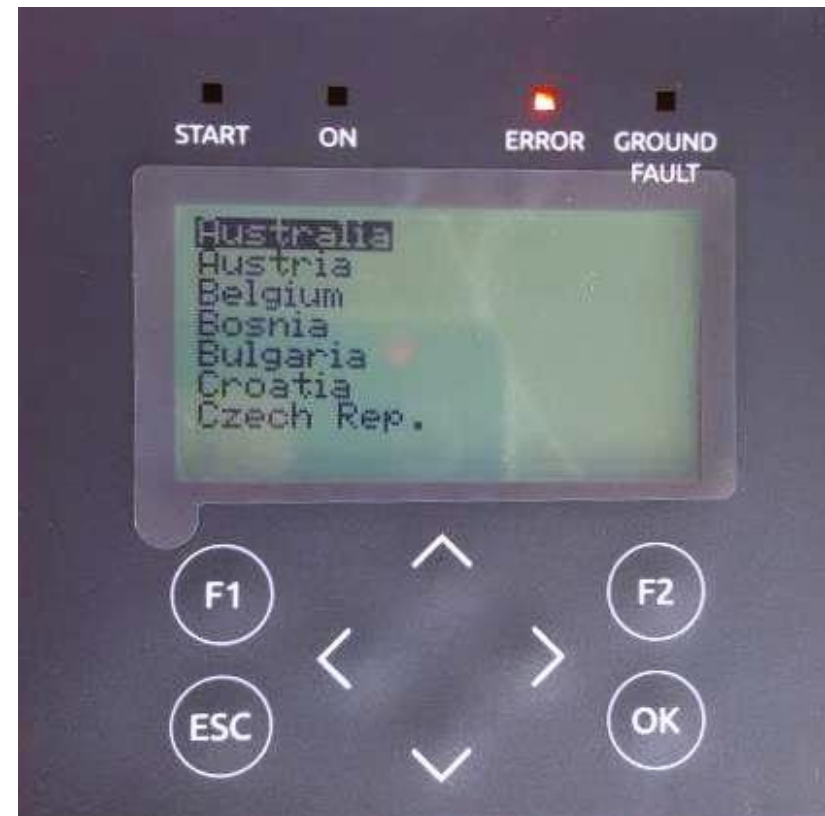 START ON ERROR GROUND FAULT
Australia
Austria
Belgium
Bosnia
Bulgaria
Croatia
Czech Rep.
F1 F2
ESC OK